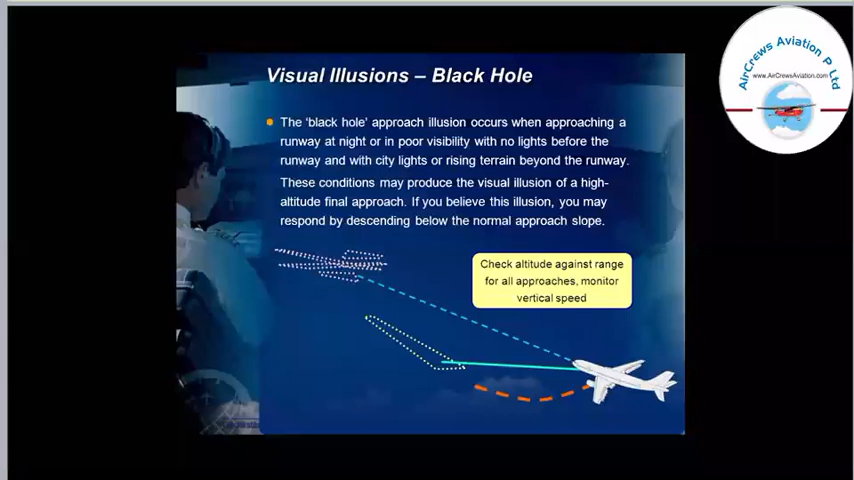 Visual Illusions – Black Hole
The ‘black hole’ approach illusion occurs when approaching a
runway at night or in poor visibility with no lights before the
runway and with city lights or rising terrain beyond the runway.
These conditions may produce the visual illusion of a high-
altitude final approach. If you believe this illusion, you may
respond by descending below the normal approach slope.
Check altitude against range
for all approaches, monitor
vertical speed
AirCrews Aviation P Ltd
www.AirCrewsAviation.com